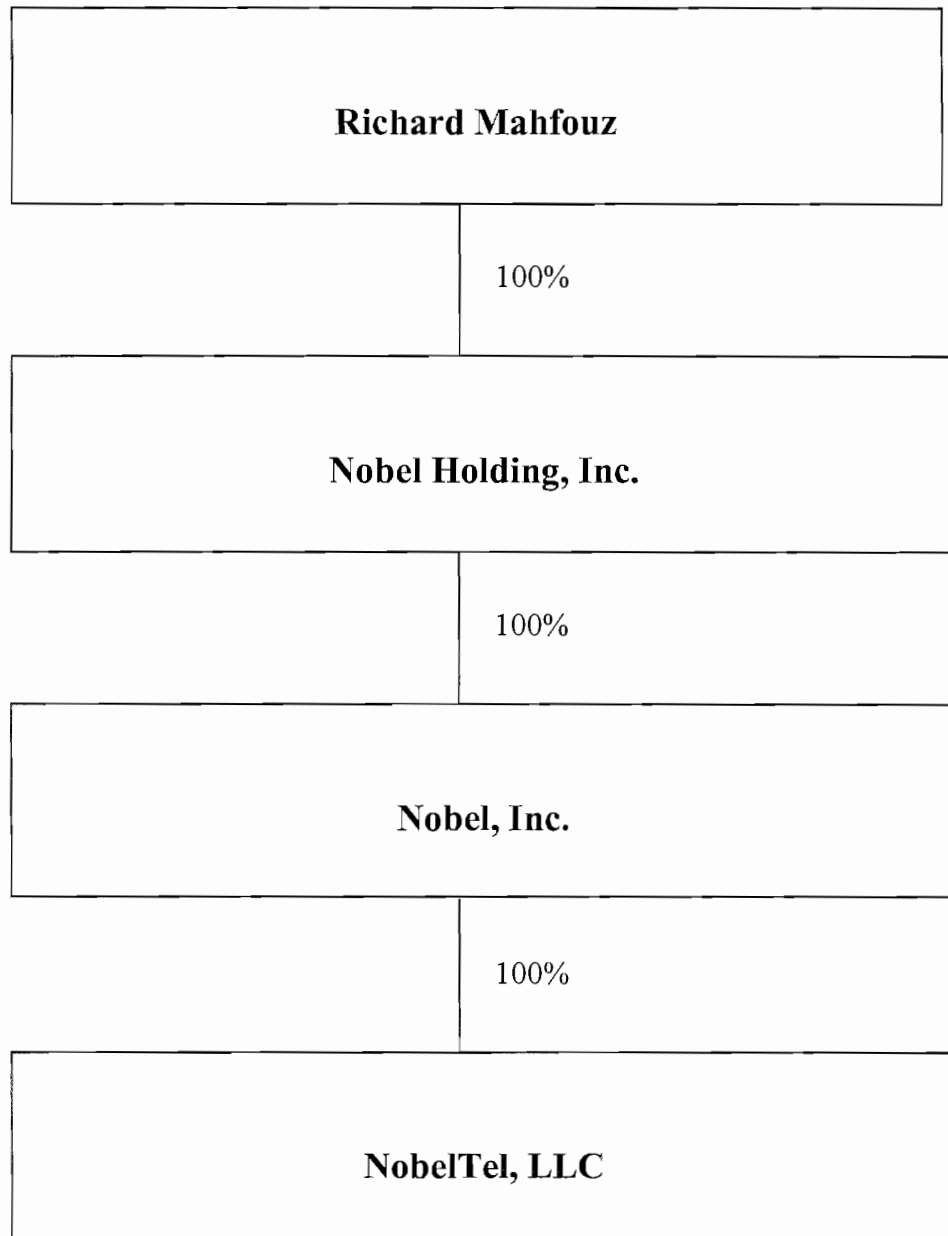 Richard Mahfouz
100%
Nobel Holding, Inc.
100%
Nobel, Inc.
100%
NobelTel, LLC